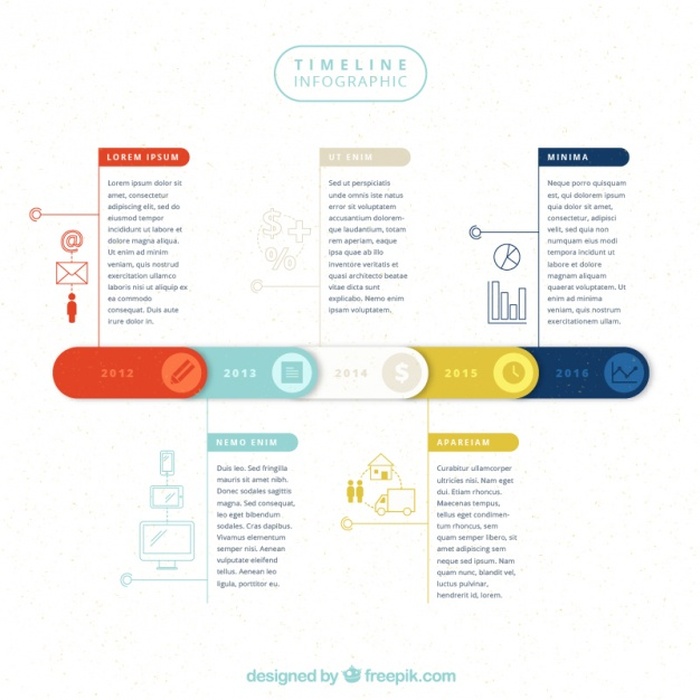 TIMELINE
INFOGRAPHIC
LOREM IPSUM
Lorem ipsum dolor sit
amet, consectetur
adipiscing elit, sed do
eiusmod tempor
incididunt ut labore et
dolore magna aliqua.
Ut enim ad minim
veniam, quis nostrud
exercitation ullamco
laboris nisi ut aliquip ex
ea commodo
consequat. Duis aute
irure dolor in.
UT ENIM
Sed ut perspiciatis
unde omnis iste natus
error sit voluptatem
accusantium dolorem-
que laudantium, totam
rem aperiam, eaque
ipsa quae ab illo
inventore veritatis et
quasi architecto beatae
vitae dicta sunt
explicabo. Nemo enim
ipsam voluptatem.
MINIMA
Neque porro quisquam
est, qui dolorem ipsum
quia dolor sit amet,
consectetur, adipisci
velit, sed quia non
numquam eius modi
tempora incidunt ut
labore et dolore
magnam aliquam
quaerat voluptatem. Ut
enim ad minima
veniam, quis nostrum
exercitationem ullam.
2012
2013
2014
2015
2016
NEMO ENIM
Duis leo. Sed fringilla
mauris sit amet nibh.
Donec sodales sagittis
magna. Sed consequat,
leo eget bibendum
sodales. Cras dapibus.
Vivamus elementum
semper nisi. Aenean
vulputate eleifend
tellus. Aenean leo
ligula, porttitor eu.
APAREIAM
Curabitur ullamcorper
ultricies nisi. Nam eget
dui. Etiam rhoncus.
Maecenas tempus,
tellus eget condimen-
tum rhoncus, sem
quam semper libero, sit
amet adipiscing sem
neque sed ipsum. Nam
quam nunc, blandit vel,
luctus pulvinar,
hendrerit id, lorem.
designed by freepik.com